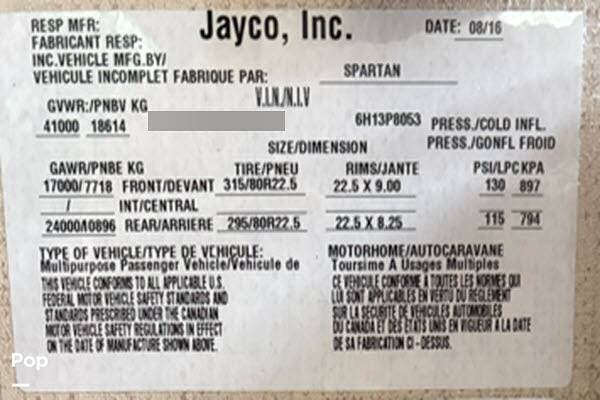 RESP MFR: Jayco, Inc. DATE: 08/16
FABRICANT RESP:
INC.VEHICLE MFG.BY/
VEHICULE INCOMPLET FABRIQUE PAR: SPARTAN
GVWR:/PNBV KG V.I.N./N.I.V
41000 18614 6H13P8053 PRESS./COLD INFL.
SIZE/DIMENSION PRESS./GONFL FROID
GAWR/PNBE KG TIRE/PNEU RIMS/JANTE PSI/LPC KPA
17000/7718 FRONT/DEVANT 315/80R22.5 22.5 X 9.00 130 897
/ INT/CENTRAL
24000/10896 REAR/ARRIERE 295/80R22.5 22.5 X 8.25 115 794
TYPE OF VEHICLE/TYPE DE VCHICULE: MOTORHOME/AUTOCARAVANE
Multipurpose Passenger Vehicle/Vehicule de Toursime A Usages Multiples
THIS VEHICLE CONFORMS TO ALL APPLICABLE U.S. CE VEHICULE CONFORME A TOUTES LES NORMES QUI
FEDERAL MOTOR VEHICLE SAFETY STANDARDS AND LUI SONT APPLICABLES EN VERTU DU REGLEMENT
STANDARDS PRESCRIBED UNDER THE CANADIAN SUR LA SECURITE DE VEHICULES AUTOMOBILES
MOTOR VEHICLE SAFETY REGULATIONS IN EFFECT DU CANADA ET DES ETATS UNIS EN VIGUEUR A LA DATE
ON THE DATE OF MANUFACTURE SHOWN ABOVE. DE SA FABRICATION CI - DESSUS.
Pop